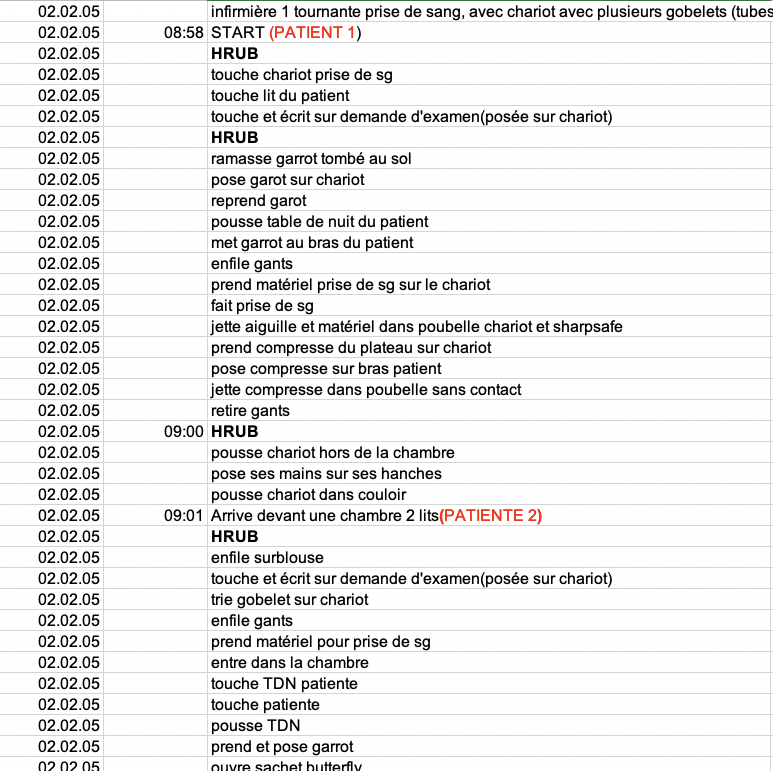 02.02.05 infirmière 1 tournante prise de sang, avec chariot avec plusieurs gobelets (tubes
02.02.05 08:58 START (PATIENT 1)
02.02.05 HRUB
02.02.05 touche chariot prise de sg
02.02.05 touche lit du patient
02.02.05 touche et écrit sur demande d'examen(posée sur chariot)
02.02.05 HRUB
02.02.05 ramasse garrot tombé au sol
02.02.05 pose garot sur chariot
02.02.05 reprend garot
02.02.05 pousse table de nuit du patient
02.02.05 met garrot au bras du patient
02.02.05 enfile gants
02.02.05 prend matériel prise de sg sur le chariot
02.02.05 fait prise de sg
02.02.05 jette aiguille et matériel dans poubelle chariot et sharpsafe
02.02.05 prend compresse du plateau sur chariot
02.02.05 pose compresse sur bras patient
02.02.05 jette compresse dans poubelle sans contact
02.02.05 retire gants
02.02.05 09:00 HRUB
02.02.05 pousse chariot hors de la chambre
02.02.05 pose ses mains sur ses hanches
02.02.05 pousse chariot dans couloir
02.02.05 09:01 Arrive devant une chambre 2 lits(PATIENTE 2)
02.02.05 HRUB
02.02.05 enfile surblouse
02.02.05 touche et écrit sur demande d'examen(posée sur chariot)
02.02.05 trie gobelet sur chariot
02.02.05 enfile gants
02.02.05 prend matériel pour prise de sg
02.02.05 entre dans la chambre
02.02.05 touche TDN patiente
02.02.05 touche patiente
02.02.05 pousse TDN
02.02.05 prend et pose garrot
02.02.05 ouvre sachet butterfly